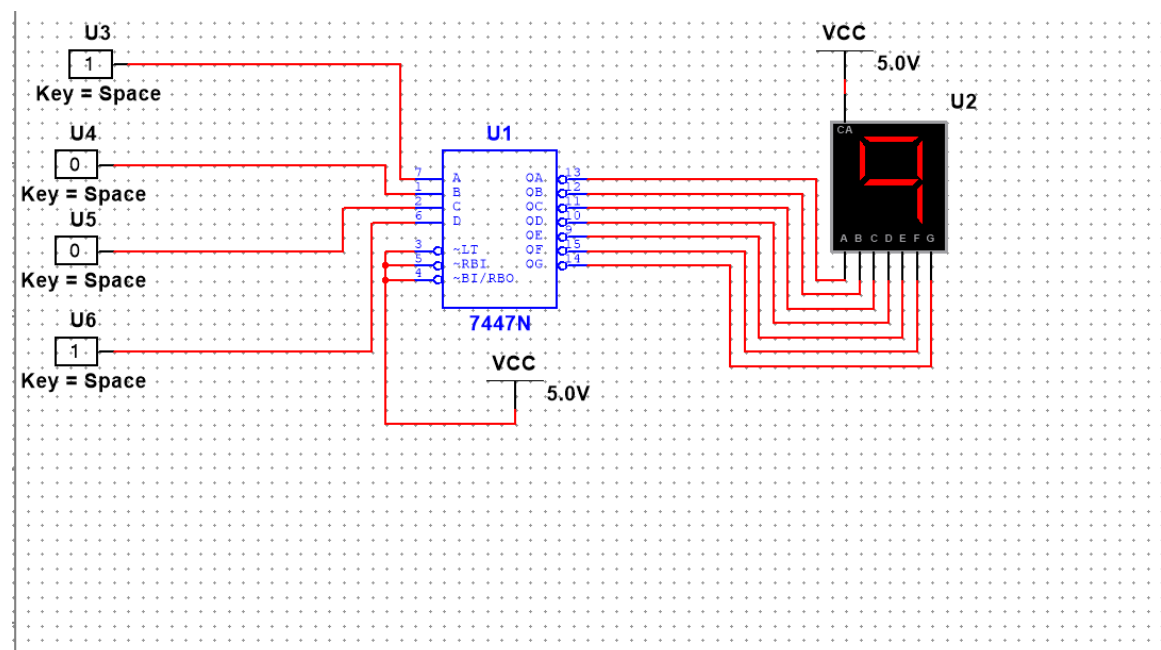 U3
1
Key = Space
U4
0
Key = Space
U5
0
Key = Space
U6
1
Key = Space
U1
7 A OA 13
1 B OB 12
2 C OC 11
6 D OD 10
OE 9
3 ~LT OF 15
5 ~RBI OG 14
4 ~BI/RBO
7447N
VCC
5.0V
VCC
5.0V
U2
CA
9
A B C D E F G